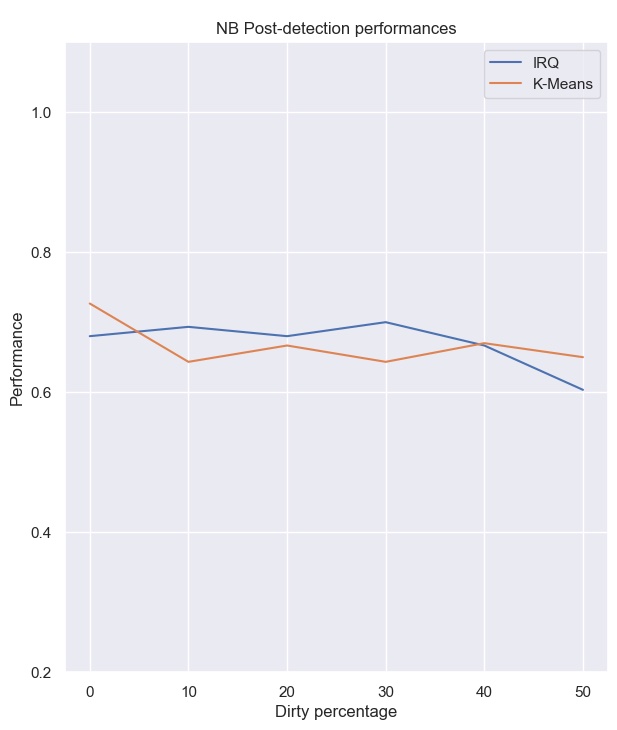 NB Post-detection performances
IRQ
K-Means
1.0
0.8
0.6
0.4
0.2
Performance
0 10 20 30 40 50
Dirty percentage